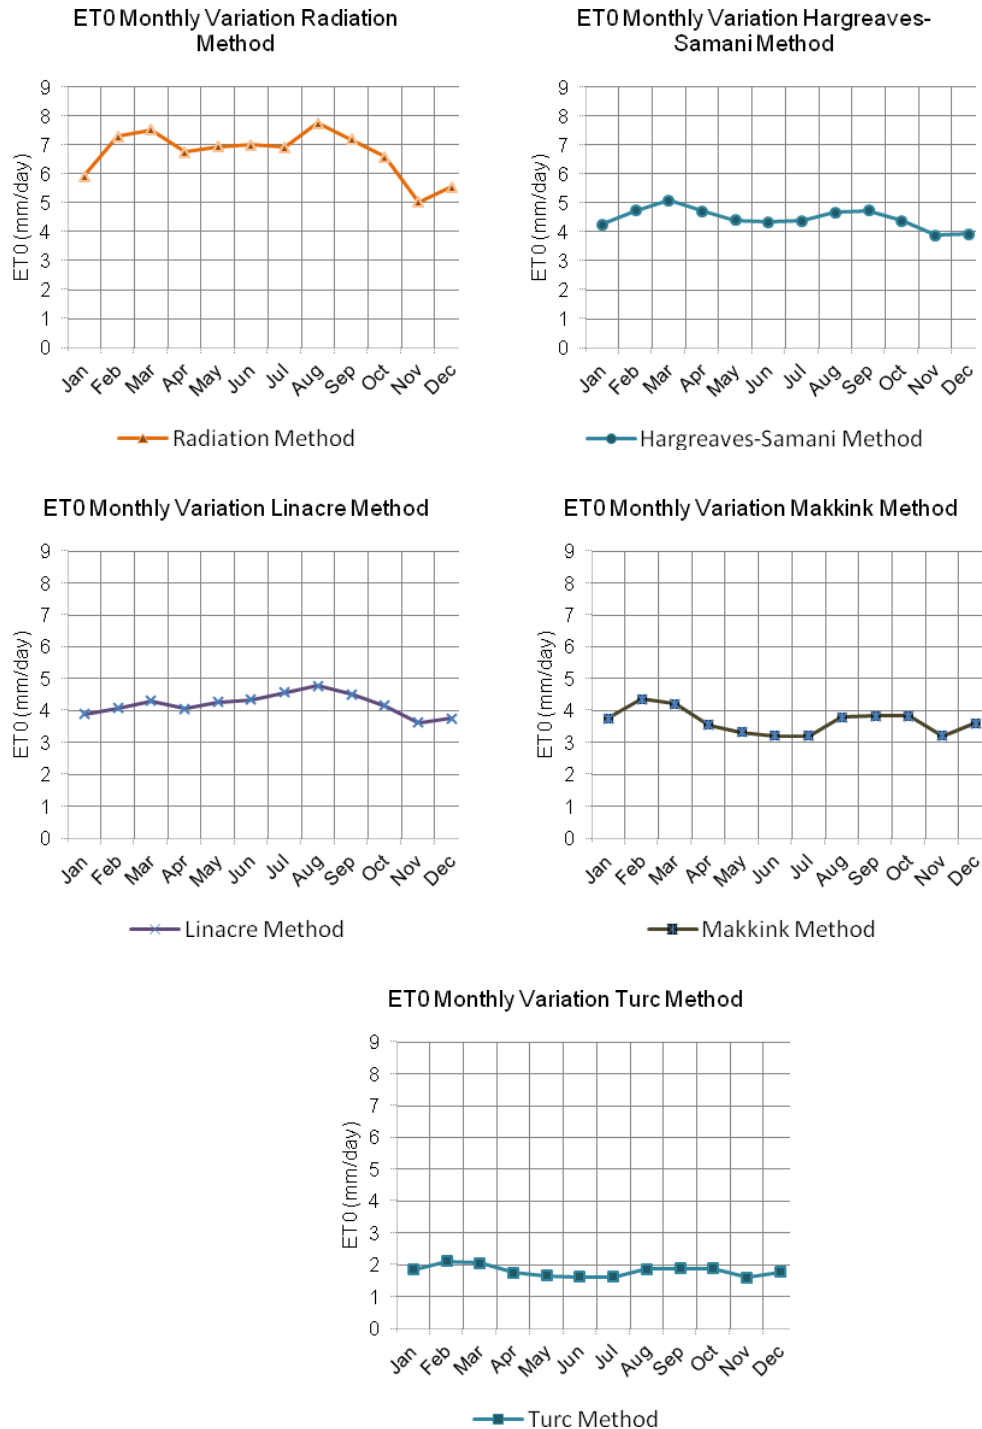 ET0 Monthly Variation Radiation
Method
9
8
7
6
5
4
3
2
1
0
ET0 (mm/day)
Jan Feb Mar Apr May Jun Jul Aug Sep Oct Nov Dec
Radiation Method
ET0 Monthly Variation Hargreaves-
Samani Method
9
8
7
6
5
4
3
2
1
0
ET0 (mm/day)
Jan Feb Mar Apr May Jun Jul Aug Sep Oct Nov Dec
Hargreaves-Samani Method
ET0 Monthly Variation Linacre Method
9
8
7
6
5
4
3
2
1
0
ET0 (mm/day)
Jan Feb Mar Apr May Jun Jul Aug Sep Oct Nov Dec
Linacre Method
ET0 Monthly Variation Makkink Method
9
8
7
6
5
4
3
2
1
0
ET0 (mm/day)
Jan Feb Mar Apr May Jun Jul Aug Sep Oct Nov Dec
Makkink Method
ET0 Monthly Variation Turc Method
9
8
7
6
5
4
3
2
1
0
ET0 (mm/day)
Jan Feb Mar Apr May Jun Jul Aug Sep Oct Nov Dec
Turc Method